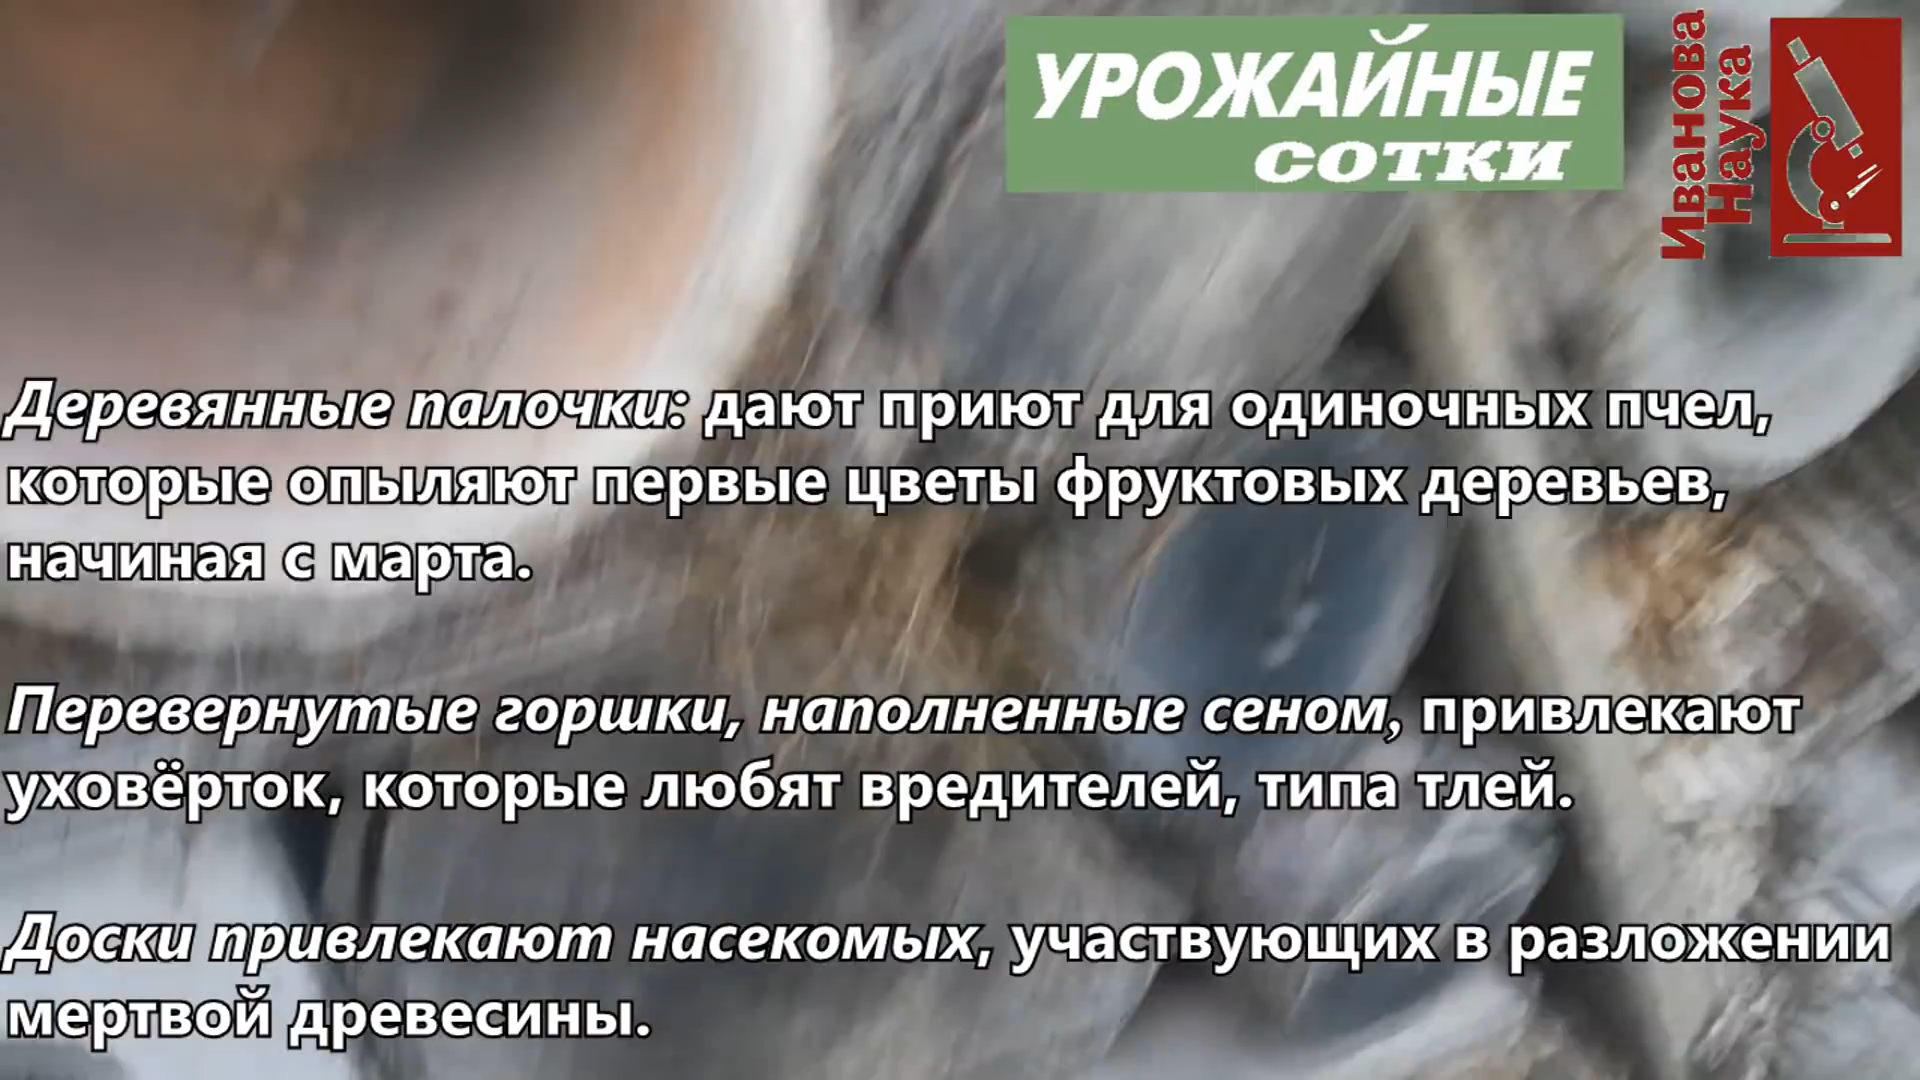 УРОЖАЙНЫЕ
сотки
Иванова
Наука
Деревянные палочки: дают приют для одиночных пчел,
которые опыляют первые цветы фруктовых деревьев,
начиная с марта.
Перевернутые горшки, наполненные сеном, привлекают
уховёрток, которые любят вредителей, типа тлей.
Доски привлекают насекомых, участвующих в разложении
мертвой древесины.